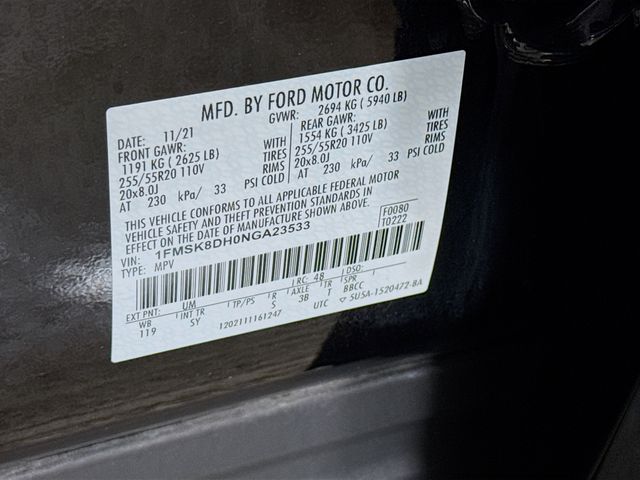 MFD. BY FORD MOTOR CO.
DATE: 11/21 GVWR: 2694 KG ( 5940 LB)
FRONT GAWR: WITH REAR GAWR: WITH
1191 KG ( 2625 LB) TIRES 1554 KG ( 3425 LB) TIRES
255/55R20 110V RIMS 255/55R20 110V RIMS
20x8.0J PSI COLD 20x8.0J PSI COLD
AT 230 kPa/ 33 AT 230 kPa/ 33
THIS VEHICLE CONFORMS TO ALL APPLICABLE FEDERAL MOTOR
VEHICLE SAFETY AND THEFT PREVENTION STANDARDS IN
EFFECT ON THE DATE OF MANUFACTURE SHOWN ABOVE.
VIN: 1FMSK8DH0NGA23533 F0080
TYPE: MPV T0222
EXT PNT: UM RC: 48 DSO:
WB INT TR TP/PS R AXLE TR SPR
119 SY S 3B T BBCC
1202111161247 UTC ▽ 5USA-1520472-BA